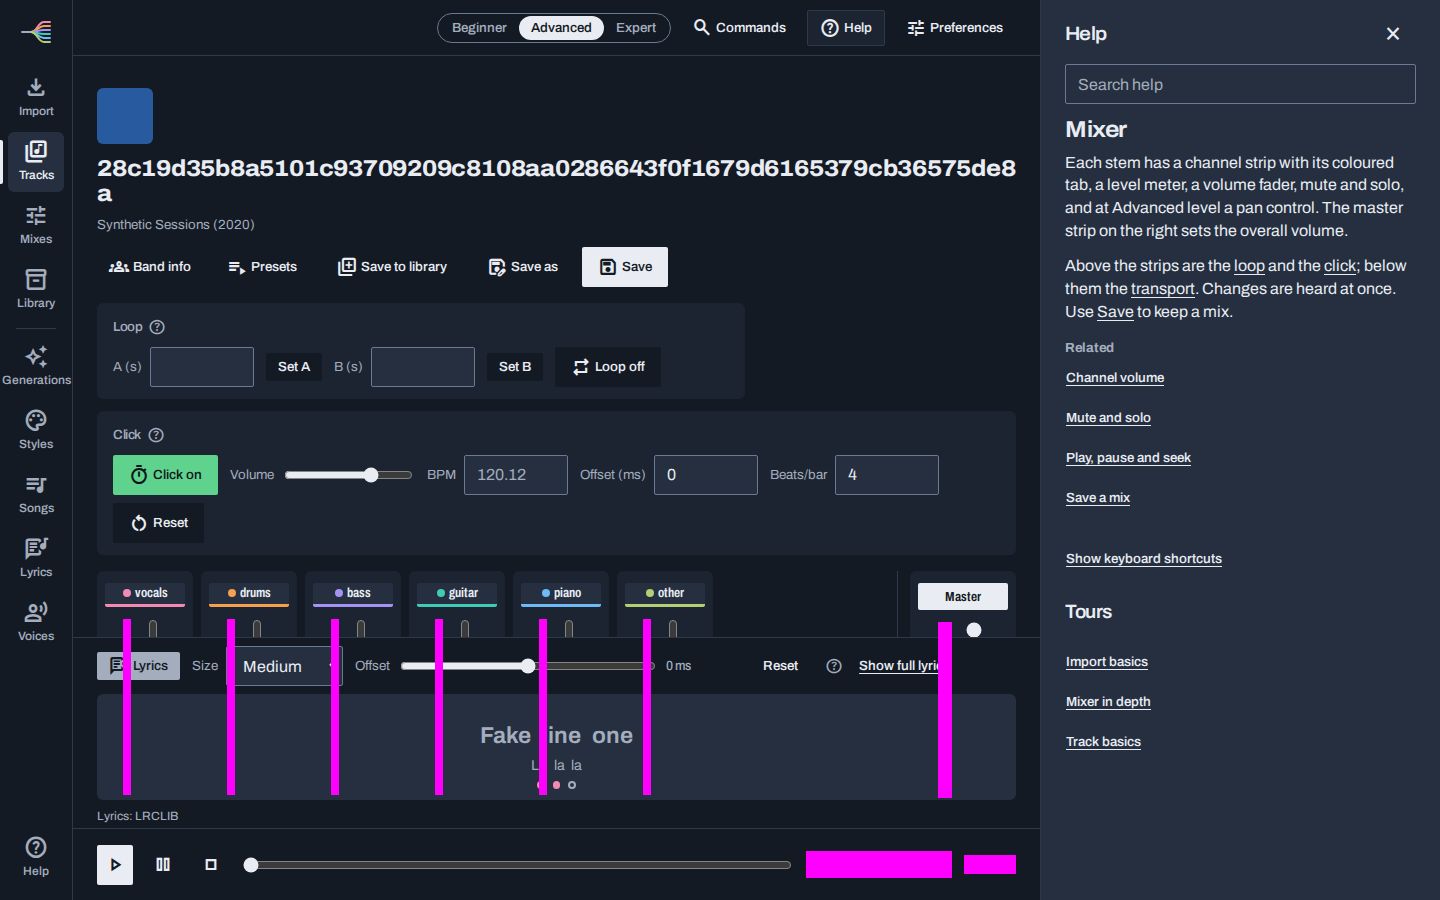 Beginner Advanced Expert Commands Help Preferences
Import
Tracks
Mixes
Library
Generations
Styles
Songs
Lyrics
Voices
Help
28c19d35b8a5101c93709209c8108aa0286643f0f1679d6165379cb36575de8
a
Synthetic Sessions (2020)
Band info Presets Save to library Save as Save
Loop
A (s) Set A B (s) Set B Loop off
Click
Click on Volume BPM 120.12 Offset (ms) 0 Beats/bar 4
Reset
vocals drums bass guitar piano other Master
Lyrics Size Medium Offset 0 ms Reset Show full
Fake one
la la
Lyrics: LRCLIB
Help
Search help
Mixer
Each stem has a channel strip with its coloured
tab, a level meter, a volume fader, mute and solo,
and at Advanced level a pan control. The master
strip on the right sets the overall volume.
Above the strips are the loop and the click; below
them the transport. Changes are heard at once.
Use Save to keep a mix.
Related
Channel volume
Mute and solo
Play, pause and seek
Save a mix
Show keyboard shortcuts
Tours
Import basics
Mixer in depth
Track basics